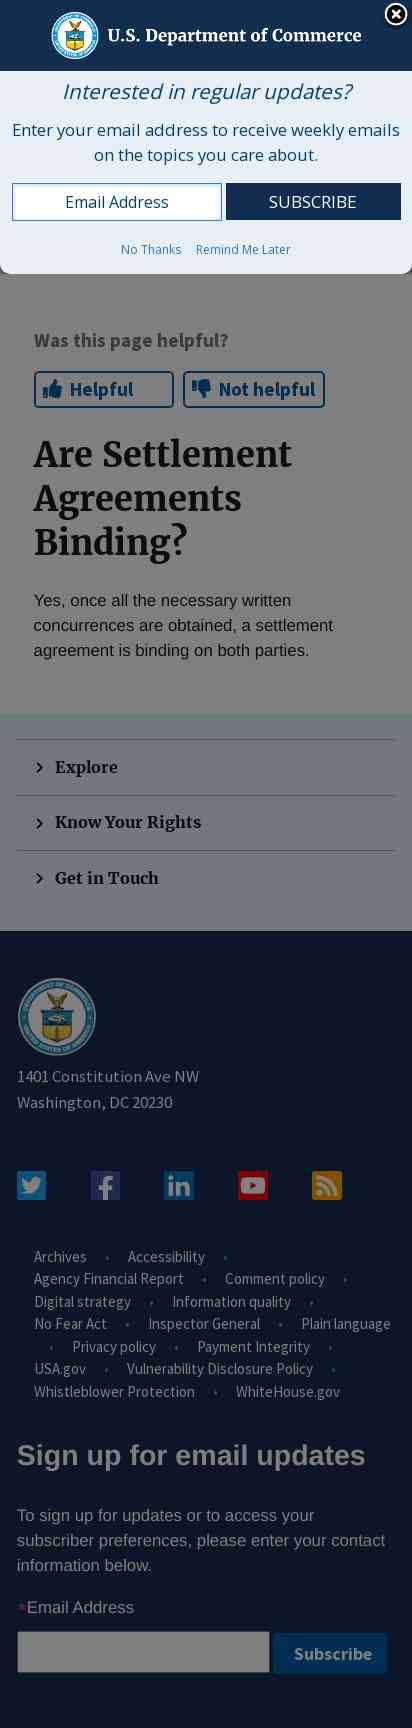 U.S. Department of Commerce
Interested in regular updates?
Enter your email address to receive weekly emails
on the topics you care about.
Email Address SUBSCRIBE
No Thanks Remind Me Later
Was this page helpful?
Helpful Not helpful
Are Settlement
Agreements
Binding?
Yes, once all the necessary written
concurrences are obtained, a settlement
agreement is binding on both parties.
Explore
Know Your Rights
Get in Touch
1401 Constitution Ave NW
Washington, DC 20230
Archives • Accessibility •
Agency Financial Report • Comment policy •
Digital strategy • Information quality •
No Fear Act • Inspector General • Plain language
• Privacy policy • Payment Integrity •
USA.gov • Vulnerability Disclosure Policy •
Whistleblower Protection • WhiteHouse.gov
Sign up for email updates
To sign up for updates or to access your
subscriber preferences, please enter your contact
information below.
*Email Address
Subscribe